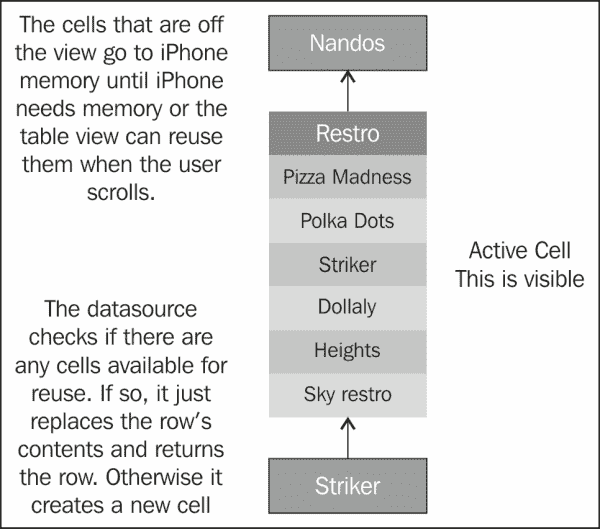 The cells that are off
the view go to iPhone
memory until iPhone
needs memory or the
table view can reuse
them when the user
scrolls.
Nandos
Restro
Pizza Madness
Polka Dots
Striker
Dollaly
Heights
Sky restro
Active Cell
This is visible
The datasource
checks if there are
any cells available for
reuse. If so, it just
replaces the row's
contents and returns
the row. Otherwise it
creates a new cell
Striker